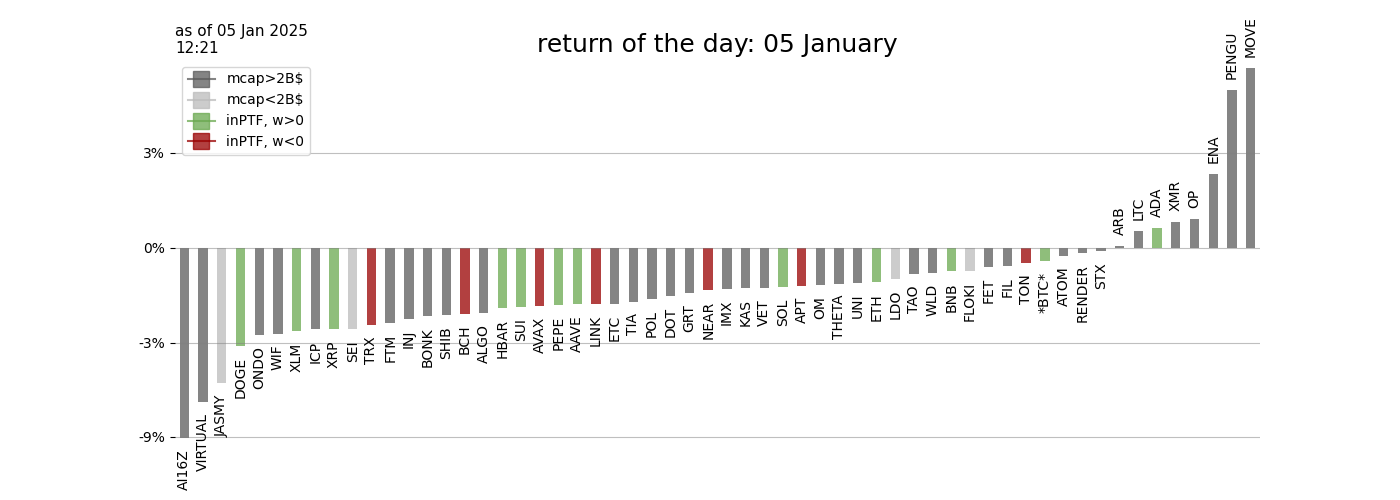 as of 05 Jan 2025
12:21
return of the day: 05 January
mcap>2B$
mcap<2B$
inPTF, w>0
inPTF, w<0
3%
0%
-3%
-9%
AI16Z
VIRTUAL
JASMY
DOGE
ONDO
WIF
XLM
ICP
XRP
SEI
TRX
FTM
INJ
BONK
SHIB
BCH
ALGO
HBAR
SUI
AVAX
PEPE
AAVE
LINK
ETC
TIA
POL
DOT
GRT
NEAR
IMX
KAS
VET
SOL
APT
OM
THETA
UNI
ETH
LDO
TAO
WLD
BNB
FLOKI
FET
FIL
TON
*BTC*
ATOM
RENDER
STX
ARB
LTC
ADA
XMR
OP
ENA
PENGU
MOVE